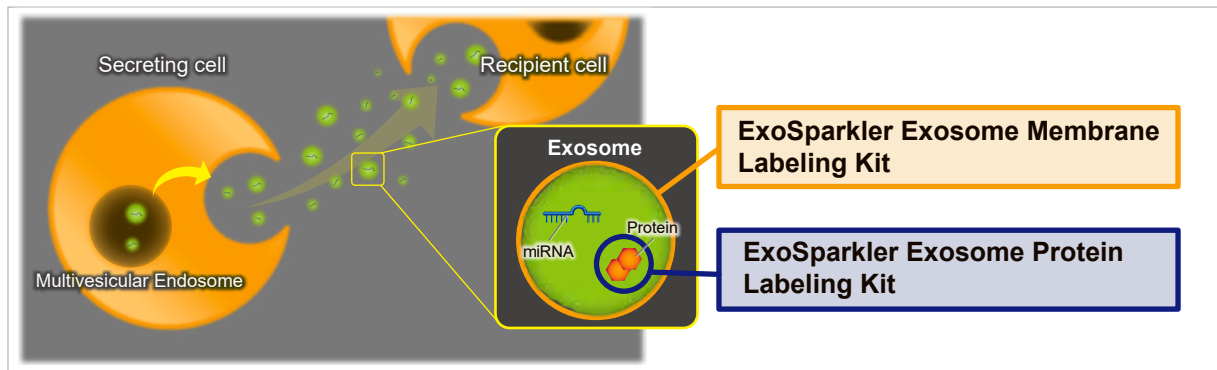 Secreting cell
Recipient cell
Multivesicular Endosome
Exosome
miRNA
Protein
ExoSparkler Exosome Membrane
Labeling Kit
ExoSparkler Exosome Protein
Labeling Kit